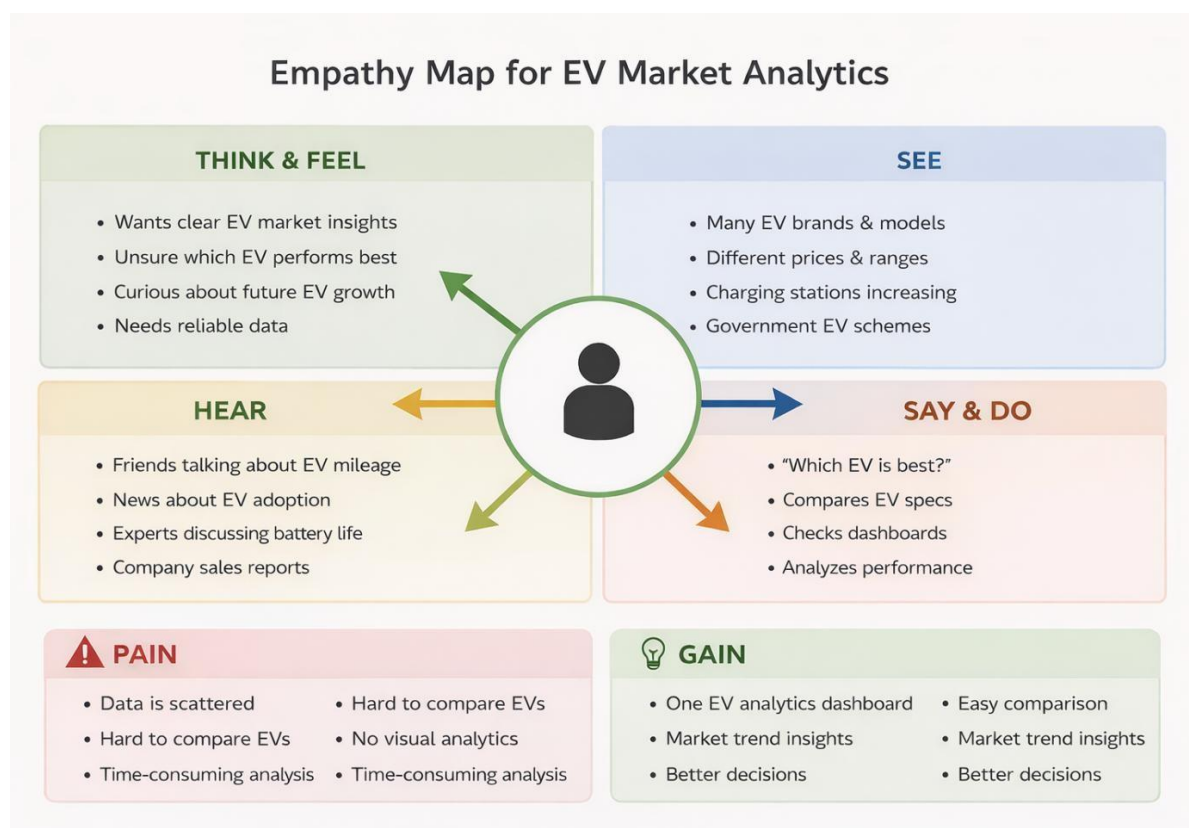 Empathy Map for EV Market Analytics
THINK & FEEL
• Wants clear EV market insights
• Unsure which EV performs best
• Curious about future EV growth
• Needs reliable data
SEE
• Many EV brands & models
• Different prices & ranges
• Charging stations increasing
• Government EV schemes
HEAR
• Friends talking about EV mileage
• News about EV adoption
• Experts discussing battery life
• Company sales reports
SAY & DO
• “Which EV is best?”
• Compares EV specs
• Checks dashboards
• Analyzes performance
PAIN
• Data is scattered
• Hard to compare EVs
• Time-consuming analysis
• Hard to compare EVs
• No visual analytics
• Time-consuming analysis
GAIN
• One EV analytics dashboard
• Market trend insights
• Better decisions
• Easy comparison
• Market trend insights
• Better decisions